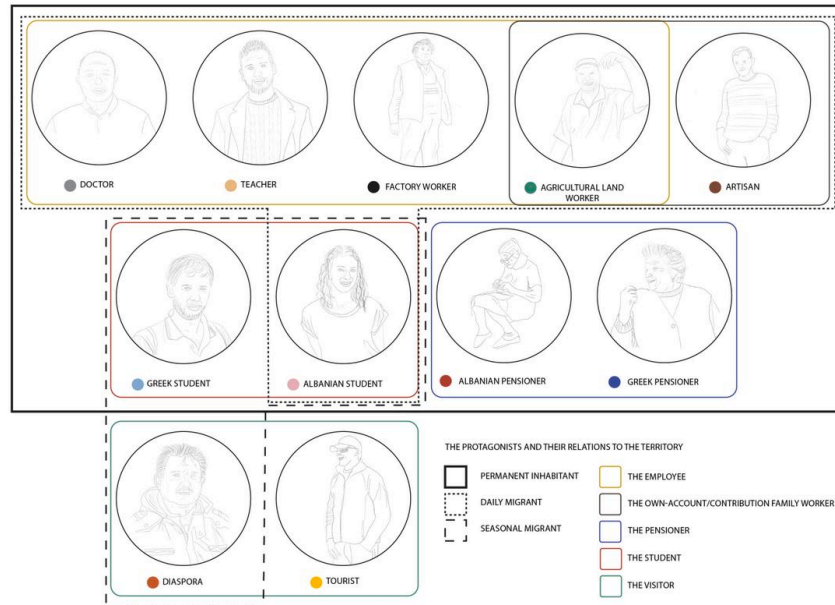 DOCTOR
TEACHER
FACTORY WORKER
AGRICULTURAL LAND
WORKER
ARTISAN
GREEK STUDENT
ALBANIAN STUDENT
ALBANIAN PENSIONER
GREEK PENSIONER
DIASPORA
TOURIST
THE PROTAGONISTS AND THEIR RELATIONS TO THE TERRITORY
PERMANENT INHABITANT
DAILY MIGRANT
SEASONAL MIGRANT
THE EMPLOYEE
THE OWN-ACCOUNT/CONTRIBUTION FAMILY WORKER
THE PENSIONER
THE STUDENT
THE VISITOR